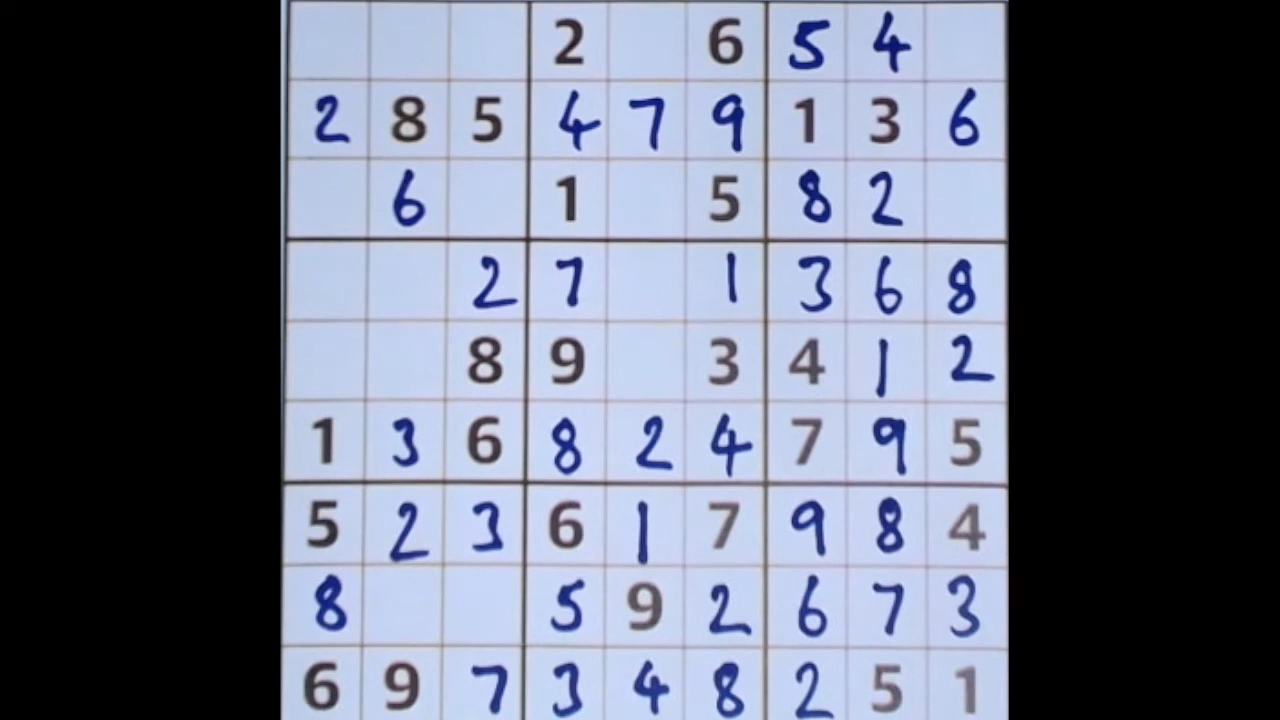 2 6 5 4
2 8 5 4 7 9 1 3 6
6 1 5 8 2
2 7 1 3 6 8
8 9 3 4 1 2
1 3 6 8 2 4 7 9 5
5 2 3 6 1 7 9 8 4
8 5 9 2 6 7 3
6 9 7 3 4 8 2 5 1